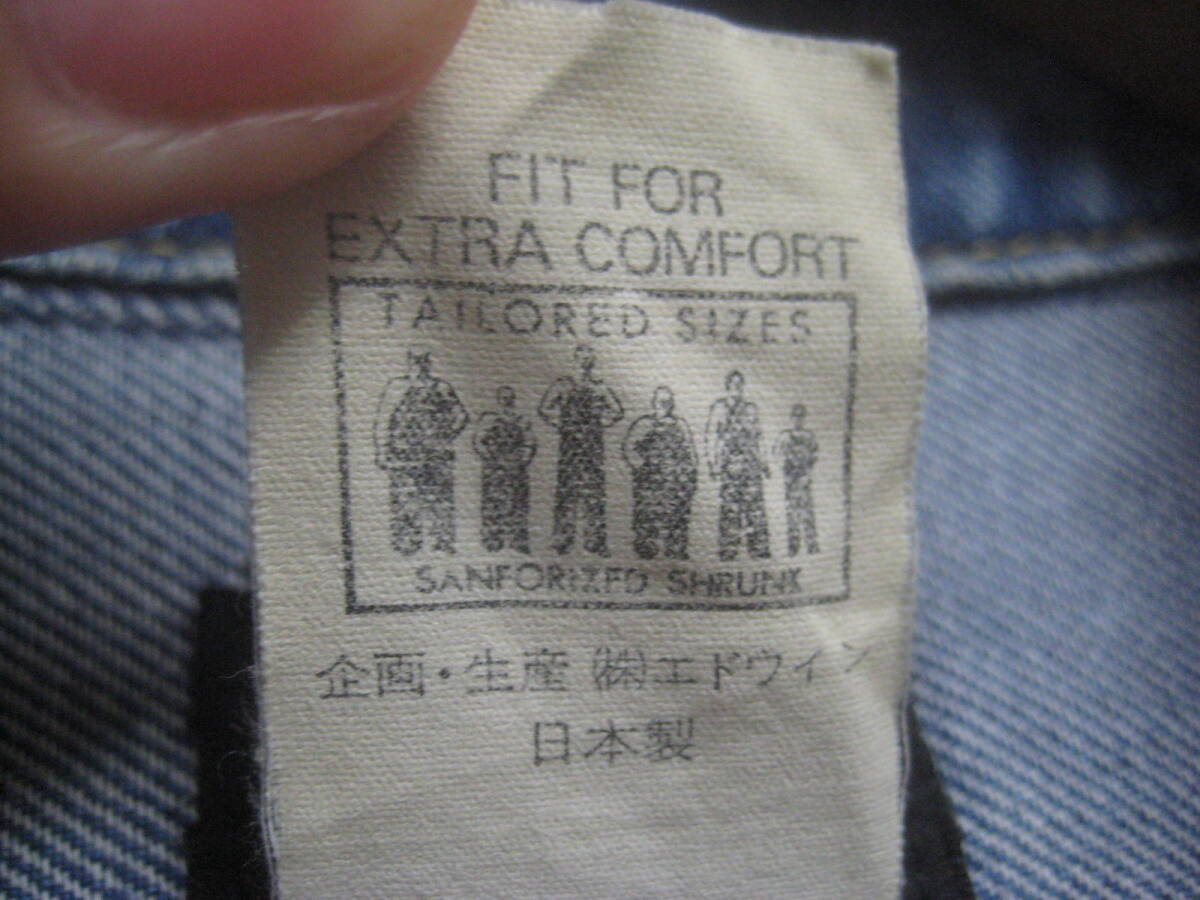 FIT FOR
EXTRA COMFORT
TAILORED SIZES
SANFORIZED SHRUNK
企画・生産 ㈱エドウィン
日本製